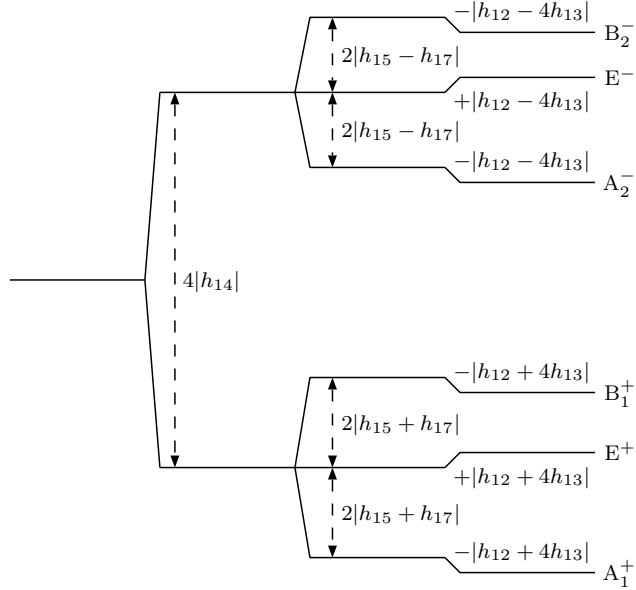 −|h₁₂ − 4h₁₃|
B₂⁻
2|h₁₅ − h₁₇|
E⁻
+|h₁₂ − 4h₁₃|
2|h₁₅ − h₁₇|
−|h₁₂ − 4h₁₃|
A₂⁻
4|h₁₄|
−|h₁₂ + 4h₁₃|
B₁⁺
2|h₁₅ + h₁₇|
E⁺
+|h₁₂ + 4h₁₃|
2|h₁₅ + h₁₇|
−|h₁₂ + 4h₁₃|
A₁⁺